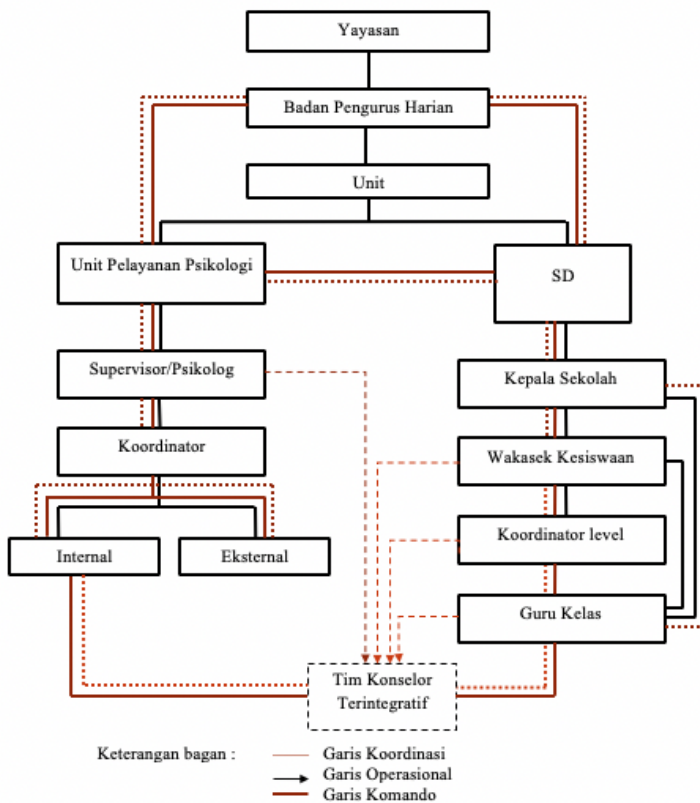 Yayasan
Badan Pengurus Harian
Unit
Unit Pelayanan Psikologi
SD
Supervisor/Psikolog
Kepala Sekolah
Koordinator
Wakasek Kesiswaan
Internal
Eksternal
Koordinator level
Guru Kelas
Tim Konselor
Terintegratif
Keterangan bagan :
Garis Koordinasi
Garis Operasional
Garis Komando